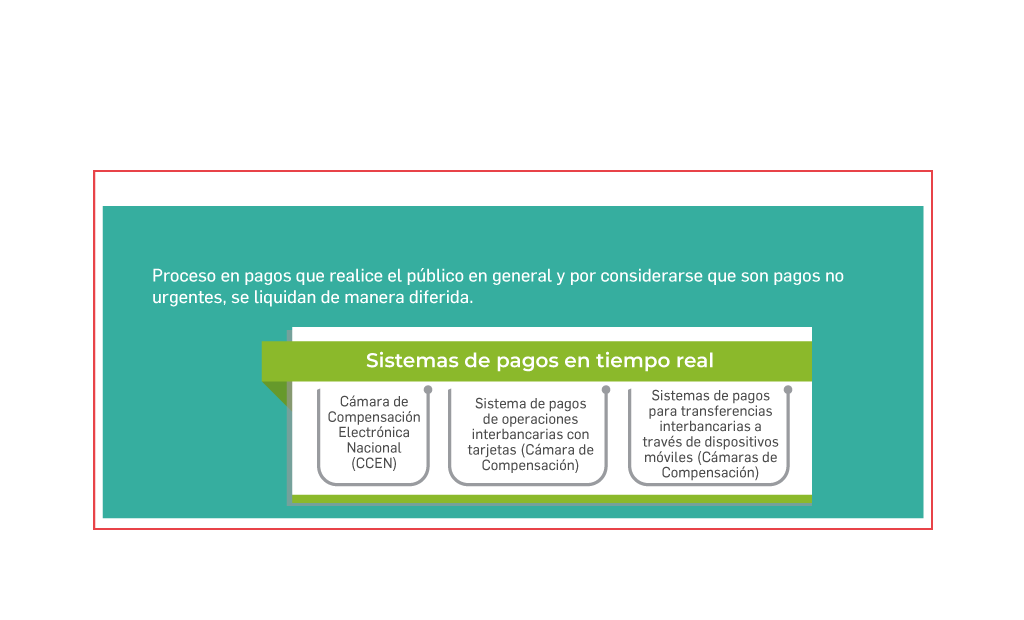 Proceso en pagos que realice el público en general y por considerarse que son pagos no
urgentes, se liquidan de manera diferida.
Sistemas de pagos en tiempo real
Cámara de
Compensación
Electrónica
Nacional
(CCEN)
Sistema de pagos
de operaciones
interbancarias con
tarjetas (Cámara de
Compensación)
Sistemas de pagos
para transferencias
interbancarias a
través de dispositivos
móviles (Cámaras de
Compensación)